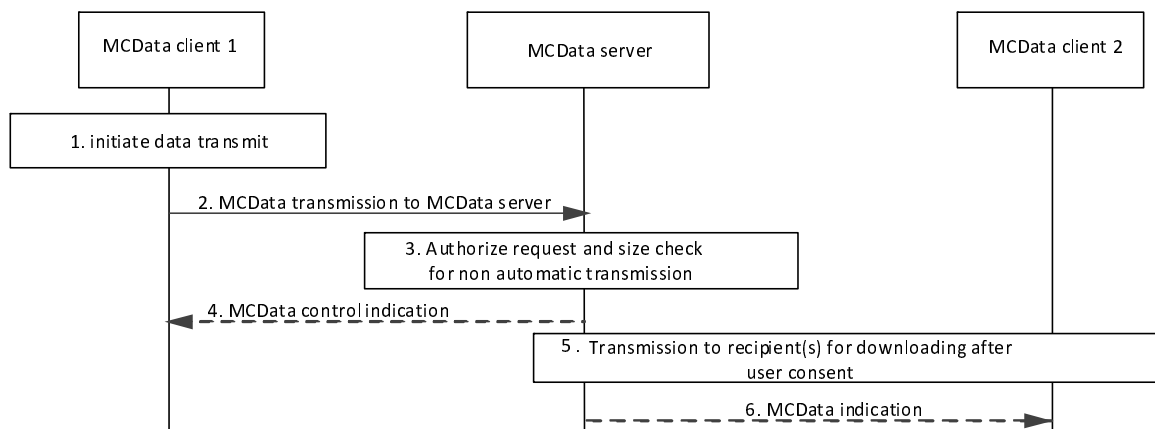 MCData client 1
MCData server
MCData client 2
1. initiate data transmit
2. MCData transmission to MCData server
3. Authorize request and size check
for non automatic transmission
4. MCData control indication
5. Transmission to recipient(s) for downloading after
user consent
6. MCData indication